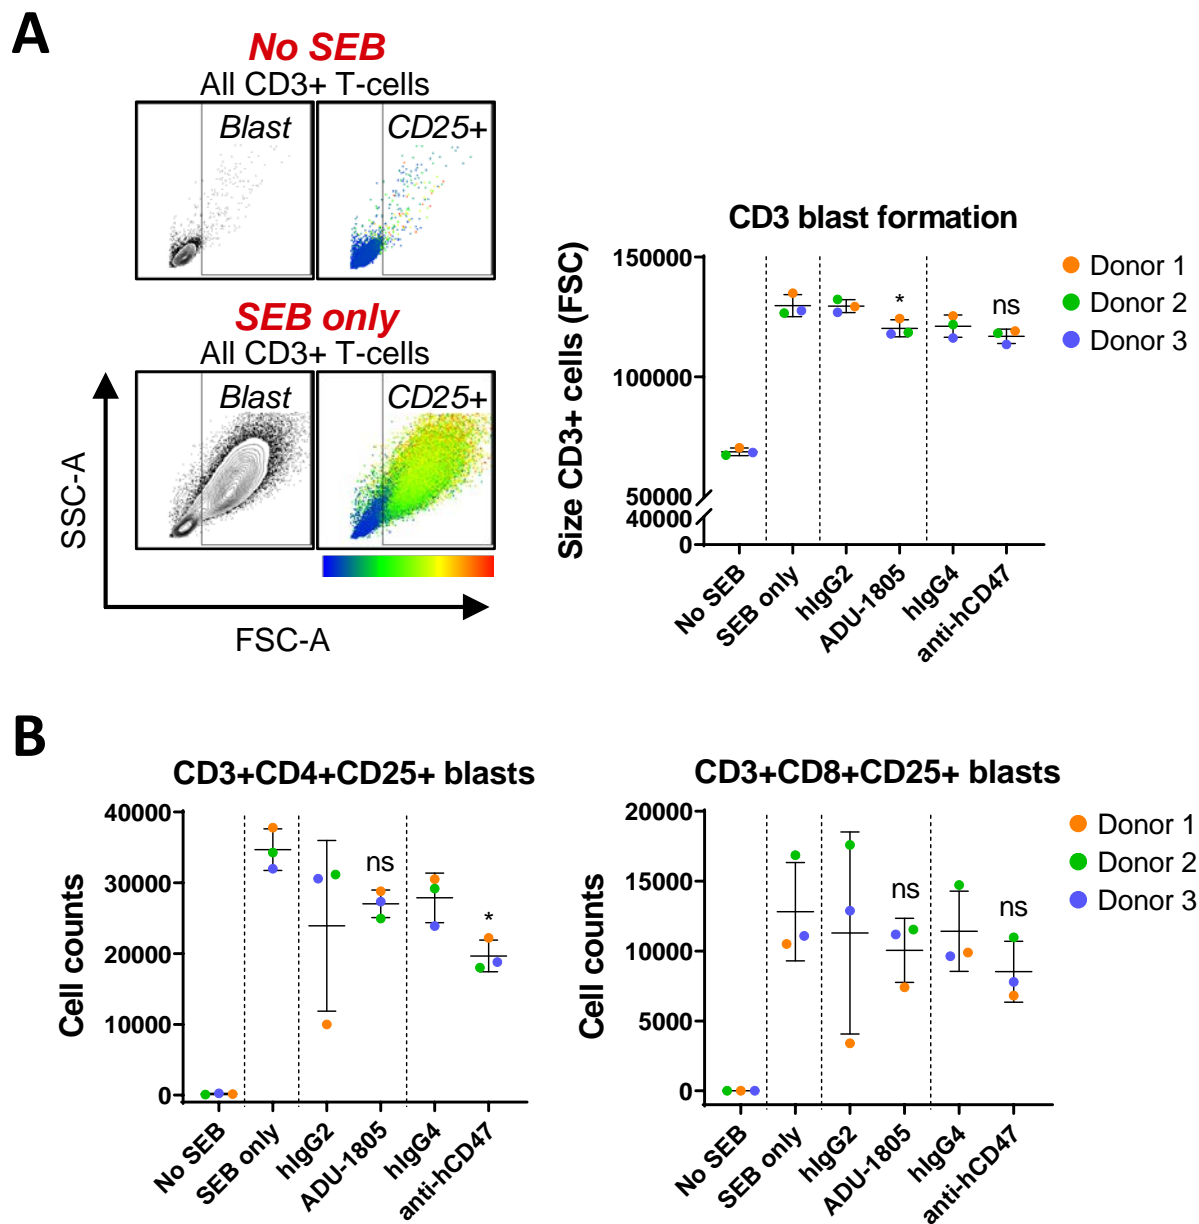 A
No SEB
All CD3+ T-cells
Blast
CD25+
SEB only
All CD3+ T-cells
Blast
CD25+
SSC-A
FSC-A
CD3 blast formation
Size CD3+ cells (FSC)
150000
100000
50000
40000
0
*
ns
No SEB
SEB only
hIgG2
ADU-1805
hIgG4
anti-hCD47
Donor 1
Donor 2
Donor 3
B
CD3+CD4+CD25+ blasts
Cell counts
40000
30000
20000
10000
0
ns
*
No SEB
SEB only
hIgG2
ADU-1805
hIgG4
anti-hCD47
CD3+CD8+CD25+ blasts
Cell counts
20000
15000
10000
5000
0
ns
ns
No SEB
SEB only
hIgG2
ADU-1805
hIgG4
anti-hCD47
Donor 1
Donor 2
Donor 3